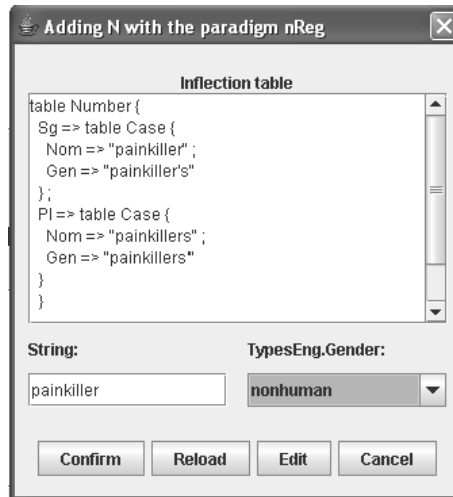 Adding N with the paradigm nReg
Inflection table
table Number {
Sg => table Case {
Nom => "painkiller" ;
Gen => "painkiller's"
} ;
Pl => table Case {
Nom => "painkillers" ;
Gen => "painkillers'"
}
}
String: TypesEng.Gender:
painkiller nonhuman
Confirm Reload Edit Cancel